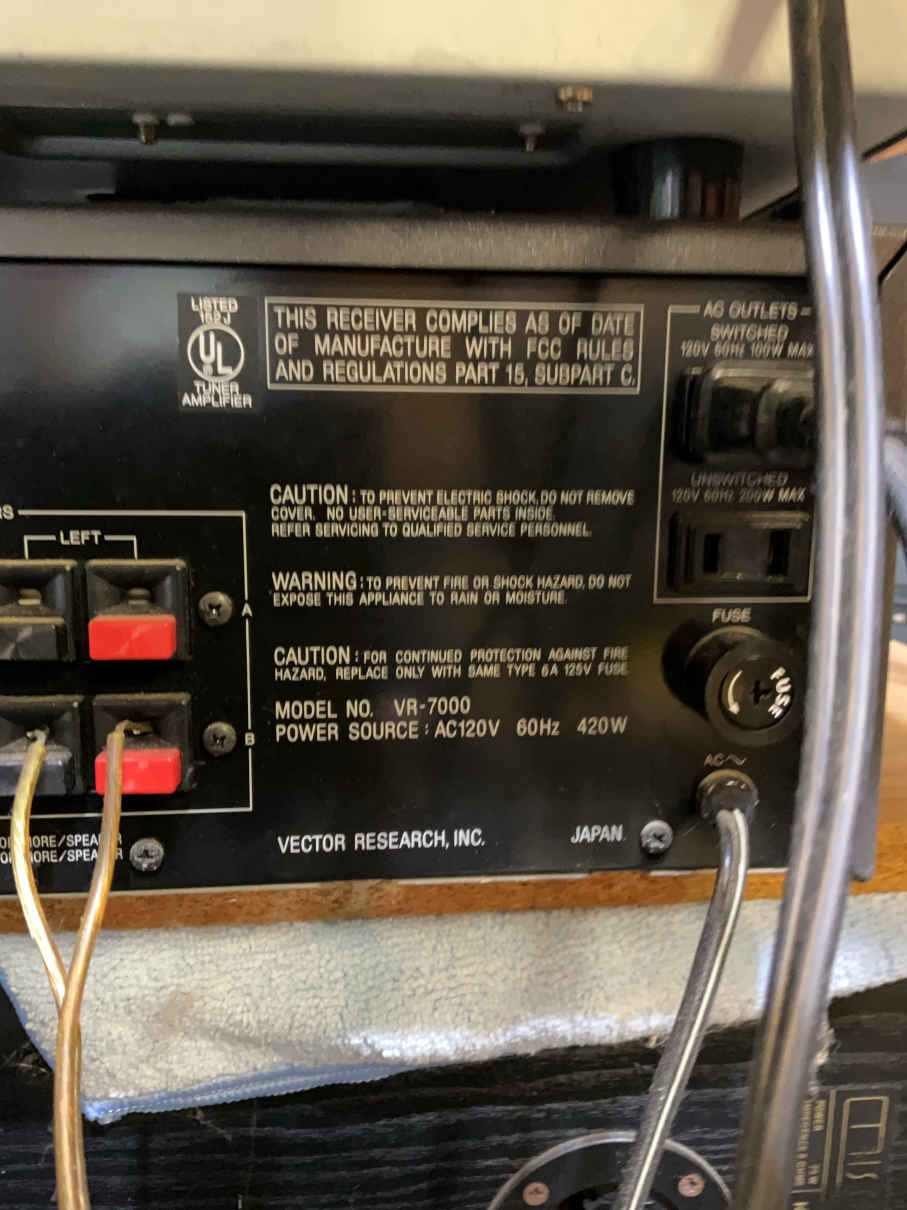 LISTED
152J
UL
TUNER
AMPLIFIER
THIS RECEIVER COMPLIES AS OF DATE
OF MANUFACTURE WITH FCC RULES
AND REGULATIONS PART 15, SUBPART C.
AC OUTLETS
SWITCHED
120V 60Hz 100W MAX
UNSWITCHED
120V 60Hz 200W MAX
CAUTION: TO PREVENT ELECTRIC SHOCK, DO NOT REMOVE
COVER. NO USER-SERVICEABLE PARTS INSIDE.
REFER SERVICING TO QUALIFIED SERVICE PERSONNEL.
LEFT
A
WARNING: TO PREVENT FIRE OR SHOCK HAZARD, DO NOT
EXPOSE THIS APPLIANCE TO RAIN OR MOISTURE.
FUSE
CAUTION: FOR CONTINUED PROTECTION AGAINST FIRE
HAZARD, REPLACE ONLY WITH SAME TYPE 6A 125V FUSE.
FUSE
MODEL NO. VR-7000
POWER SOURCE: AC120V 60Hz 420W
B
AC
MORE/SPEAKER
MORE/SPEAKER
VECTOR RESEARCH, INC.
JAPAN
POWER